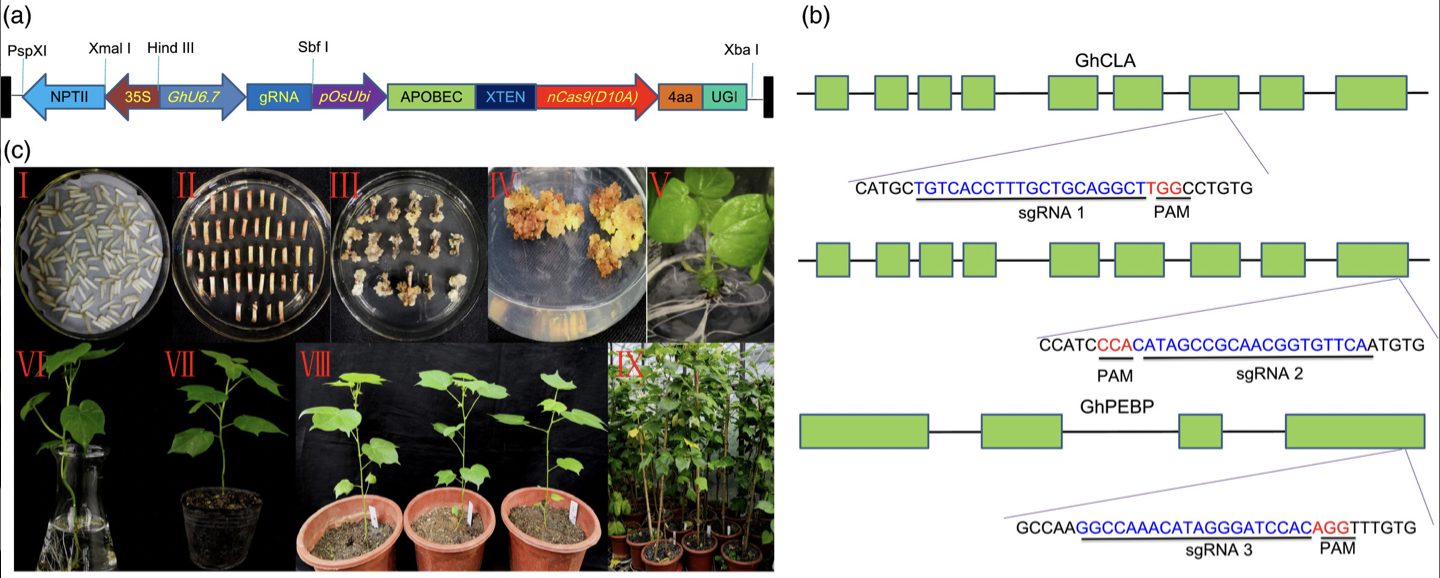 (a)
PspXI XmaI I Hind III Sbf I Xba I
NPTII 35S GhU6.7 gRNA pOsUbi APOBEC XTEN nCas9(D10A) 4aa UGI
(c)
I II III IV V
VI VII VIII IX
(b)
GhCLA
CATGCTGTCACCTTTGCTGCAGGCTTGGCCTGTG
sgRNA 1 PAM
CCATCCCACATAGCCGCAACGGTGTTCAATGTG
PAM sgRNA 2
GhPEBP
GCCAAGGCCAAACATAGGGATCCACAGGTTTGTG
sgRNA 3 PAM